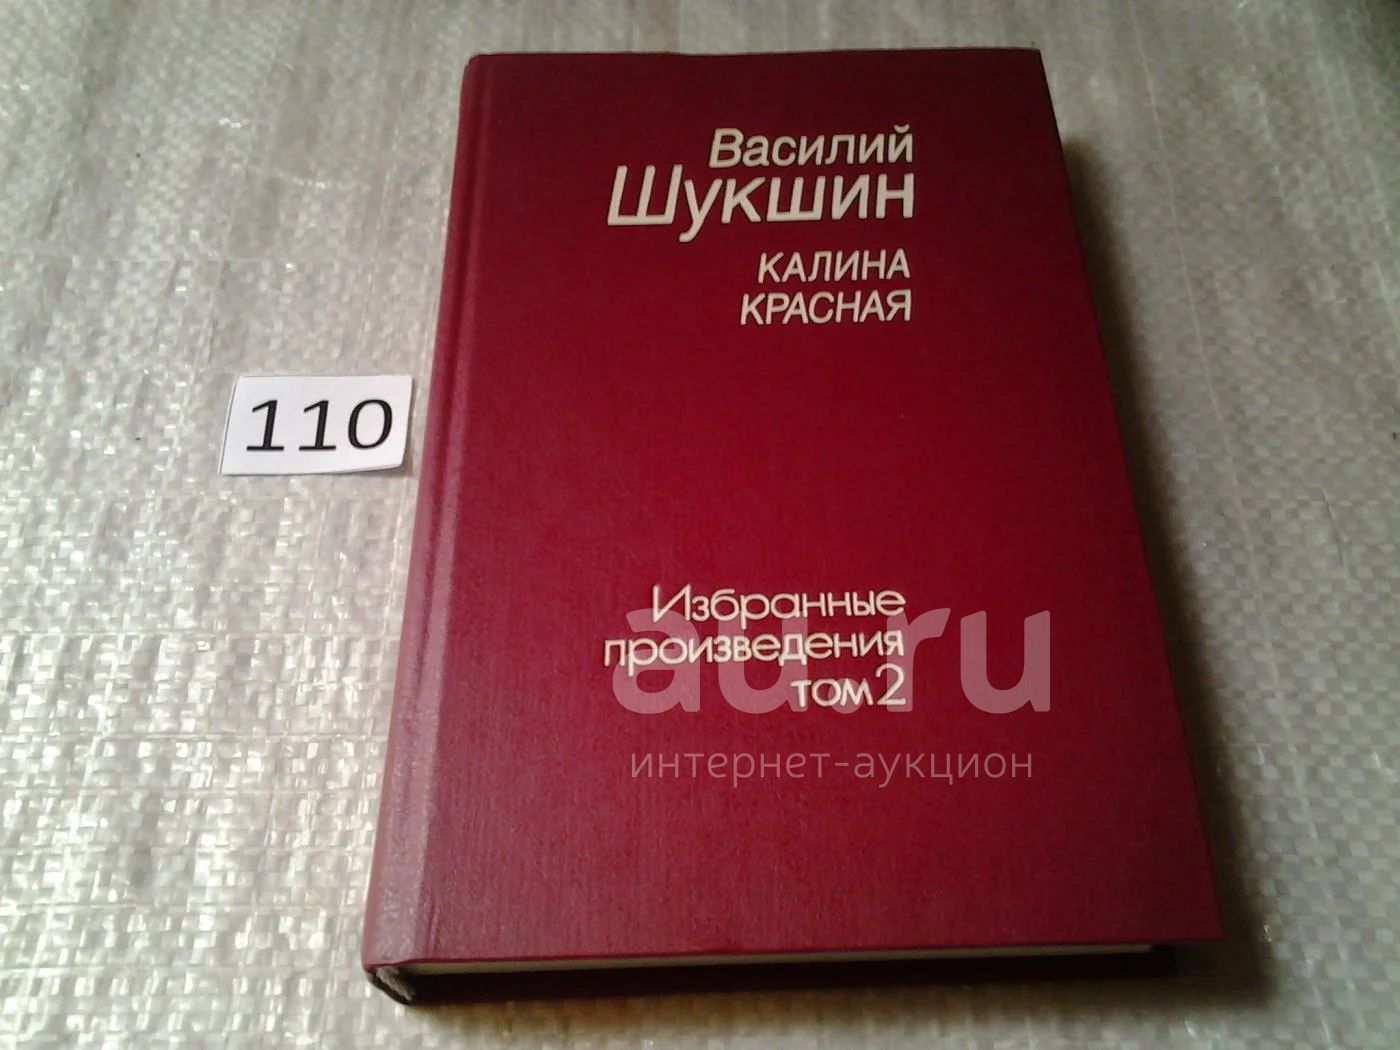 Василий
Шукшин
КАЛИНА
КРАСНАЯ
110
Избранные
произведения
том 2
au.ru
интернет-аукцион